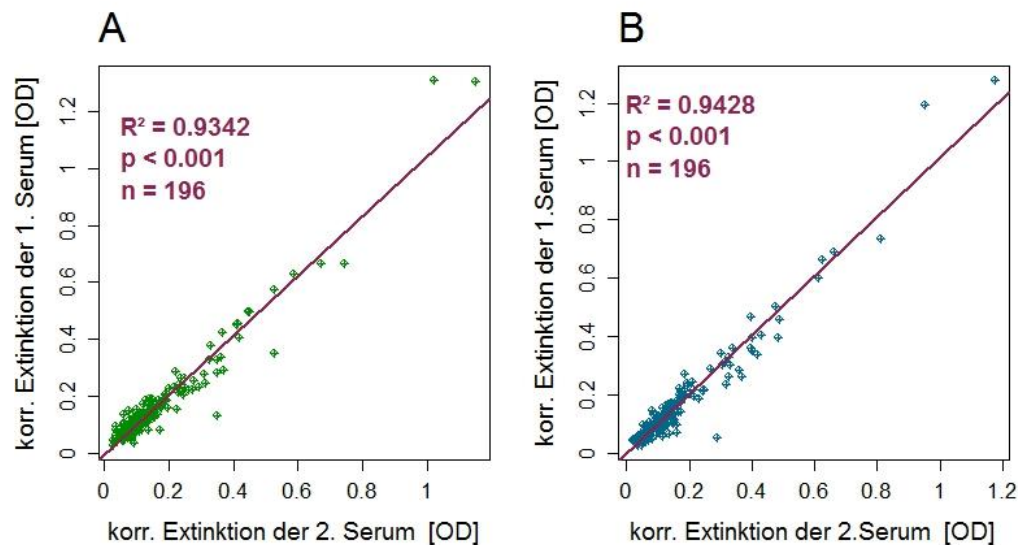 A
korr. Extinktion der 1. Serum [OD]
R² = 0.9342
p < 0.001
n = 196
1.2
1
0.8
0.6
0.4
0.2
0
0 0.2 0.4 0.6 0.8 1
korr. Extinktion der 2. Serum [OD]
B
korr. Extinktion der 1.Serum [OD]
R² = 0.9428
p < 0.001
n = 196
1.2
1
0.8
0.6
0.4
0.2
0
0 0.2 0.4 0.6 0.8 1 1.2
korr. Extinktion der 2.Serum [OD]